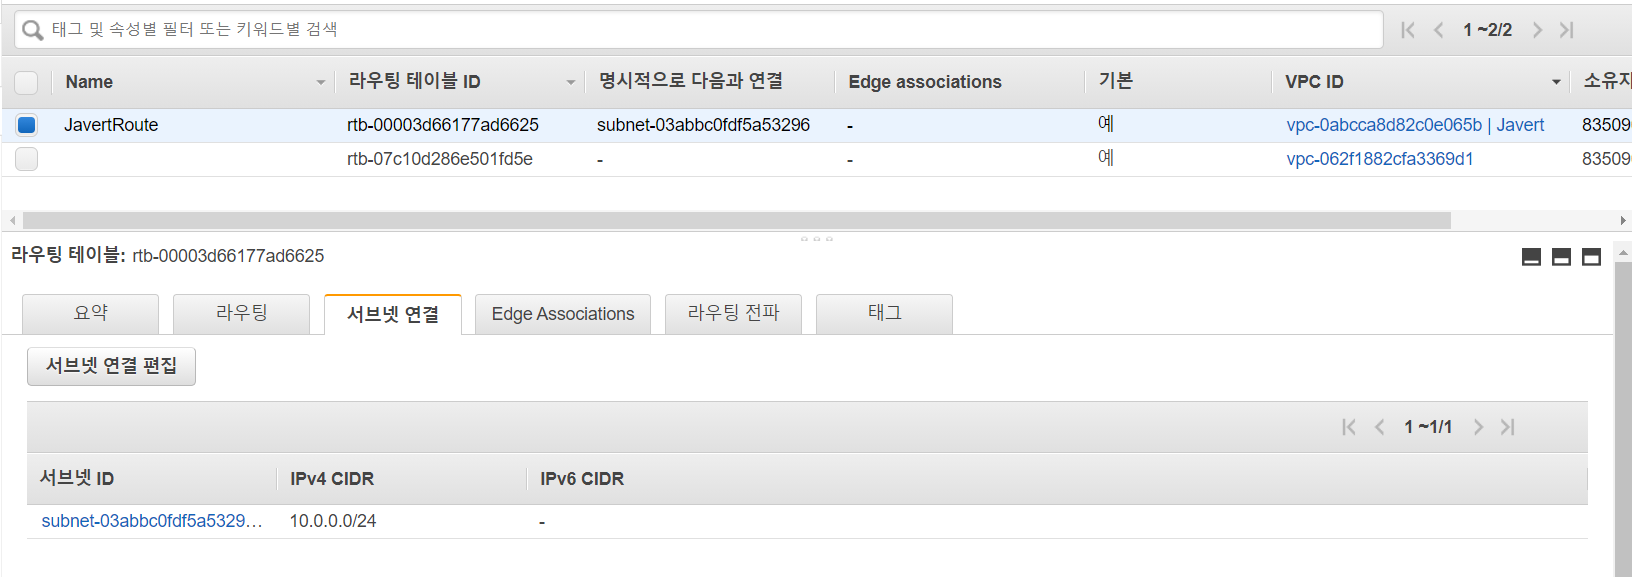 태그 및 속성별 필터 또는 키워드별 검색 1 ~2/2
Name 라우팅 테이블 ID 명시적으로 다음과 연결 Edge associations 기본 VPC ID 소유자
JavertRoute rtb-00003d66177ad6625 subnet-03abbc0fdf5a53296 - 예 vpc-0abcca8d82c0e065b | Javert 83509
rtb-07c10d286e501fd5e - - 예 vpc-062f1882cfa3369d1 83509
라우팅 테이블: rtb-00003d66177ad6625
요약 라우팅 서브넷 연결 Edge Associations 라우팅 전파 태그
서브넷 연결 편집
1 ~1/1
서브넷 ID IPv4 CIDR IPv6 CIDR
subnet-03abbc0fdf5a5329… 10.0.0.0/24 -